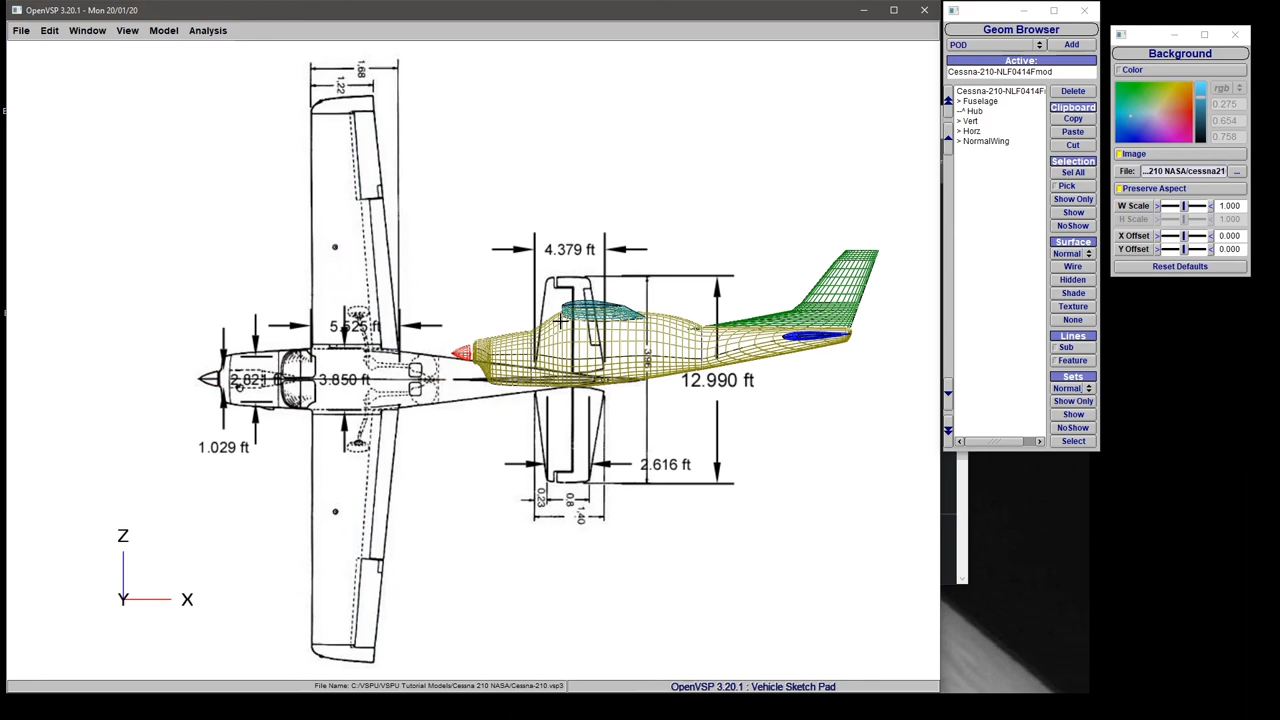 OpenVSP 3.20.1 - Mon 20/01/20
File Edit Window View Model Analysis
1,68
1,22
4.379 ft
5.525 ft
2.821 ft
3.850 ft
12.990 ft
3,96
1.029 ft
2.616 ft
0,23
0,8
1,40
Z
Y
X
File Name: C:/VSPU/VSPU Tutorial Models/Cessna 210 NASA/Cessna-210.vsp3
OpenVSP 3.20.1 : Vehicle Sketch Pad
Geom Browser
POD
Add
Active:
Cessna-210-NLF0414Fmod
Cessna-210-NLF0414Fr
> Fuselage
--^ Hub
> Vert
> Horz
> NormalWing
Delete
Clipboard
Copy
Paste
Cut
Selection
Sel All
Pick
Show Only
Show
NoShow
Surface
Normal
Wire
Hidden
Shade
Texture
None
Lines
Sub
Feature
Sets
Normal
Show Only
Show
NoShow
Select
Background
Color
rgb
0.275
0.654
0.758
Image
File: ...210 NASA/cessna21 ...
Preserve Aspect
W Scale > < 1.000
H Scale > < 1.000
X Offset > < 0.000
Y Offset > < 0.000
Reset Defaults